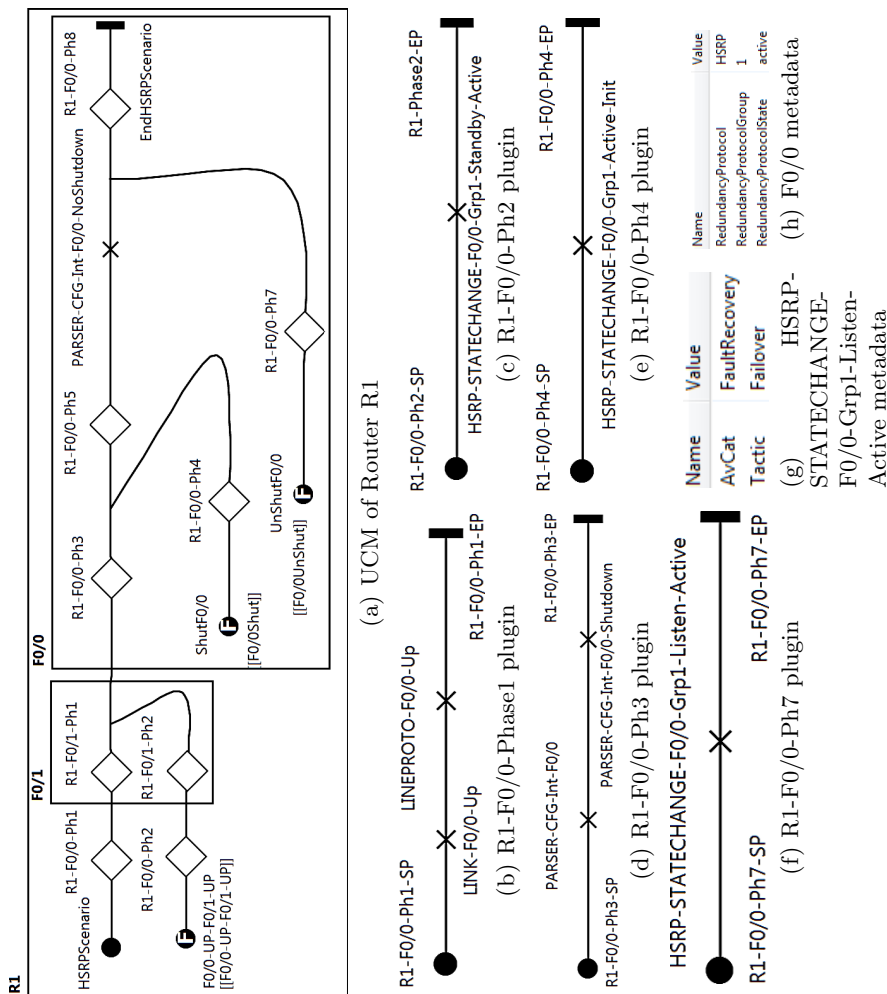 R1
HSRPScenario
R1-F0/0-Ph1
R1-F0/0-Ph2
F0/0-UP-F0/1-UP
[[F0/0-UP-F0/1-UP]]
F0/1
R1-F0/1-Ph1
R1-F0/1-Ph2
F0/0
R1-F0/0-Ph3
ShutF0/0
[[F0/0Shut]]
R1-F0/0-Ph4
R1-F0/0-Ph5
UnShutF0/0
[[F0/0UnShut]]
R1-F0/0-Ph7
PARSER-CFG-Int-F0/0-NoShutdown
R1-F0/0-Ph8
EndHSRPScenario
(a) UCM of Router R1
R1-F0/0-Ph1-SP
LINK-F0/0-Up
LINEPROTO-F0/0-Up
R1-F0/0-Ph1-EP
(b) R1-F0/0-Phase1 plugin
R1-F0/0-Ph2-SP
HSRP-STATECHANGE-F0/0-Grp1-Standby-Active
R1-Phase2-EP
(c) R1-F0/0-Ph2 plugin
R1-F0/0-Ph3-SP
PARSER-CFG-Int-F0/0
PARSER-CFG-Int-F0/0-Shutdown
R1-F0/0-Ph3-EP
(d) R1-F0/0-Ph3 plugin
R1-F0/0-Ph4-SP
HSRP-STATECHANGE-F0/0-Grp1-Active-Init
R1-F0/0-Ph4-EP
(e) R1-F0/0-Ph4 plugin
R1-F0/0-Ph7-SP
HSRP-STATECHANGE-F0/0-Grp1-Listen-Active
R1-F0/0-Ph7-EP
(f) R1-F0/0-Ph7 plugin
Name Value
AvCat FaultRecovery
Tactic Failover
(g) HSRP-
STATECHANGE-
F0/0-Grp1-Listen-
Active metadata
Name Value
RedundancyProtocol HSRP
RedundancyProtocolGroup 1
RedundancyProtocolState active
(h) F0/0 metadata